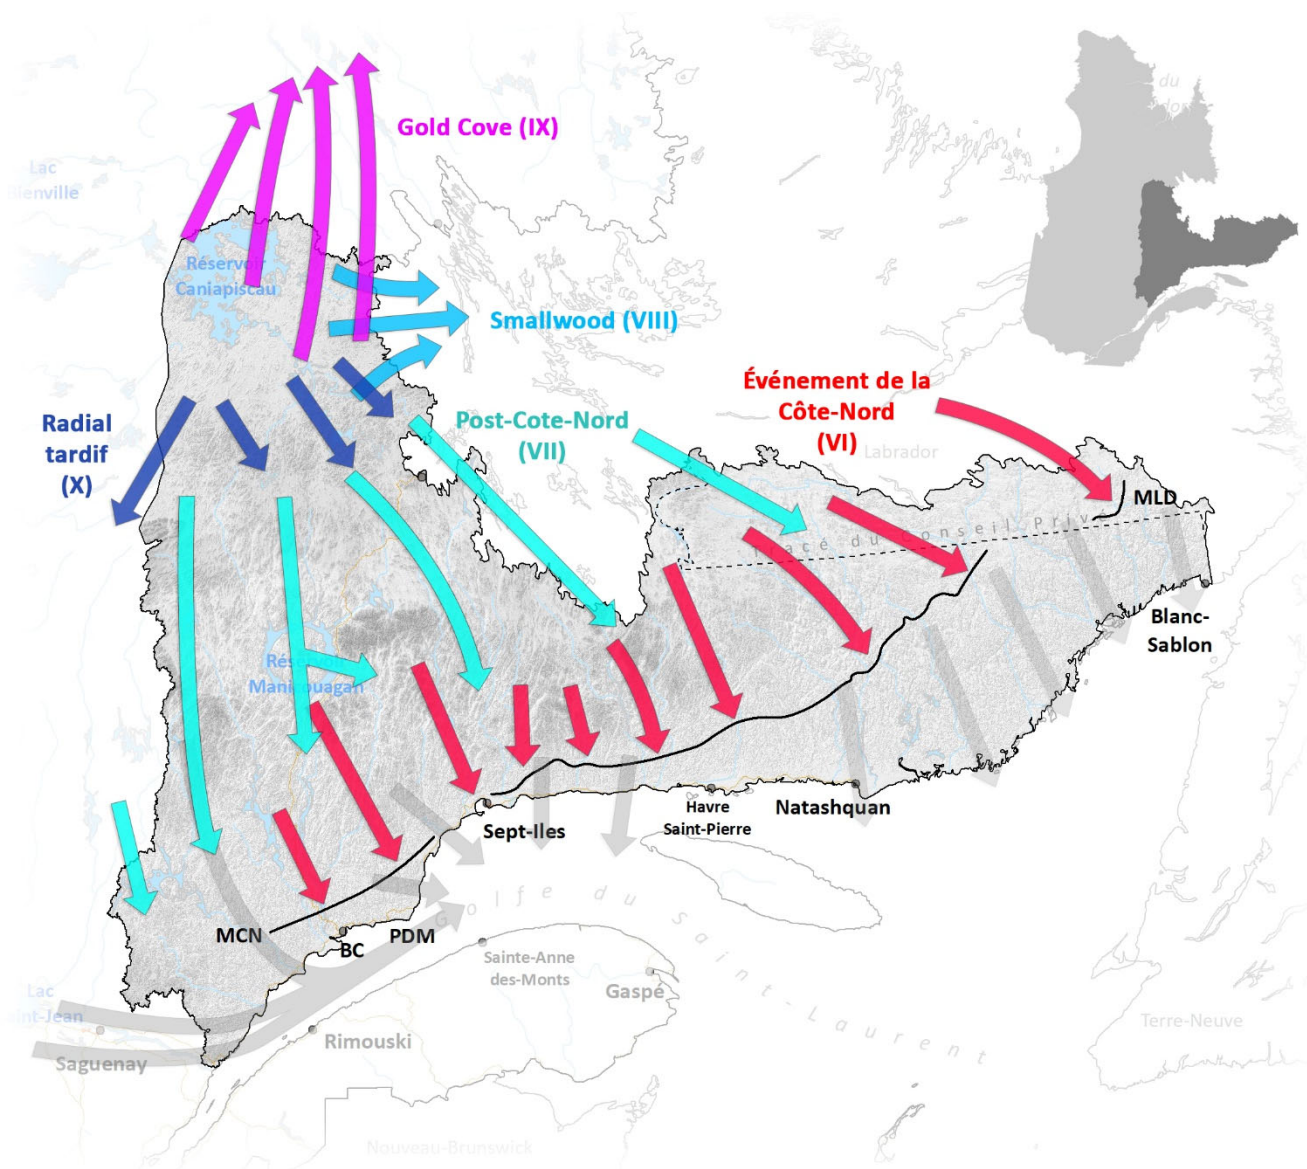 du
Gold Cove (IX)
Lac
Bienville
Réservoir
Caniapiscau
Smallwood (VIII)
Événement de la
Côte-Nord
(VI)
Radial
tardif
(X)
Post-Cote-Nord
(VII)
Labrador
MLD
Tracé du Conseil Privé
Blanc-
Sablon
Réservoir
Manicouagan
Havre
Saint-Pierre
Natashquan
Sept-Iles
MCN
BC
PDM
Golfe du Saint-Laurent
Sainte-Anne
des-Monts
Gaspé
Lac
Saint-Jean
Saguenay
Rimouski
Terre-Neuve
Nouveau-Brunswick